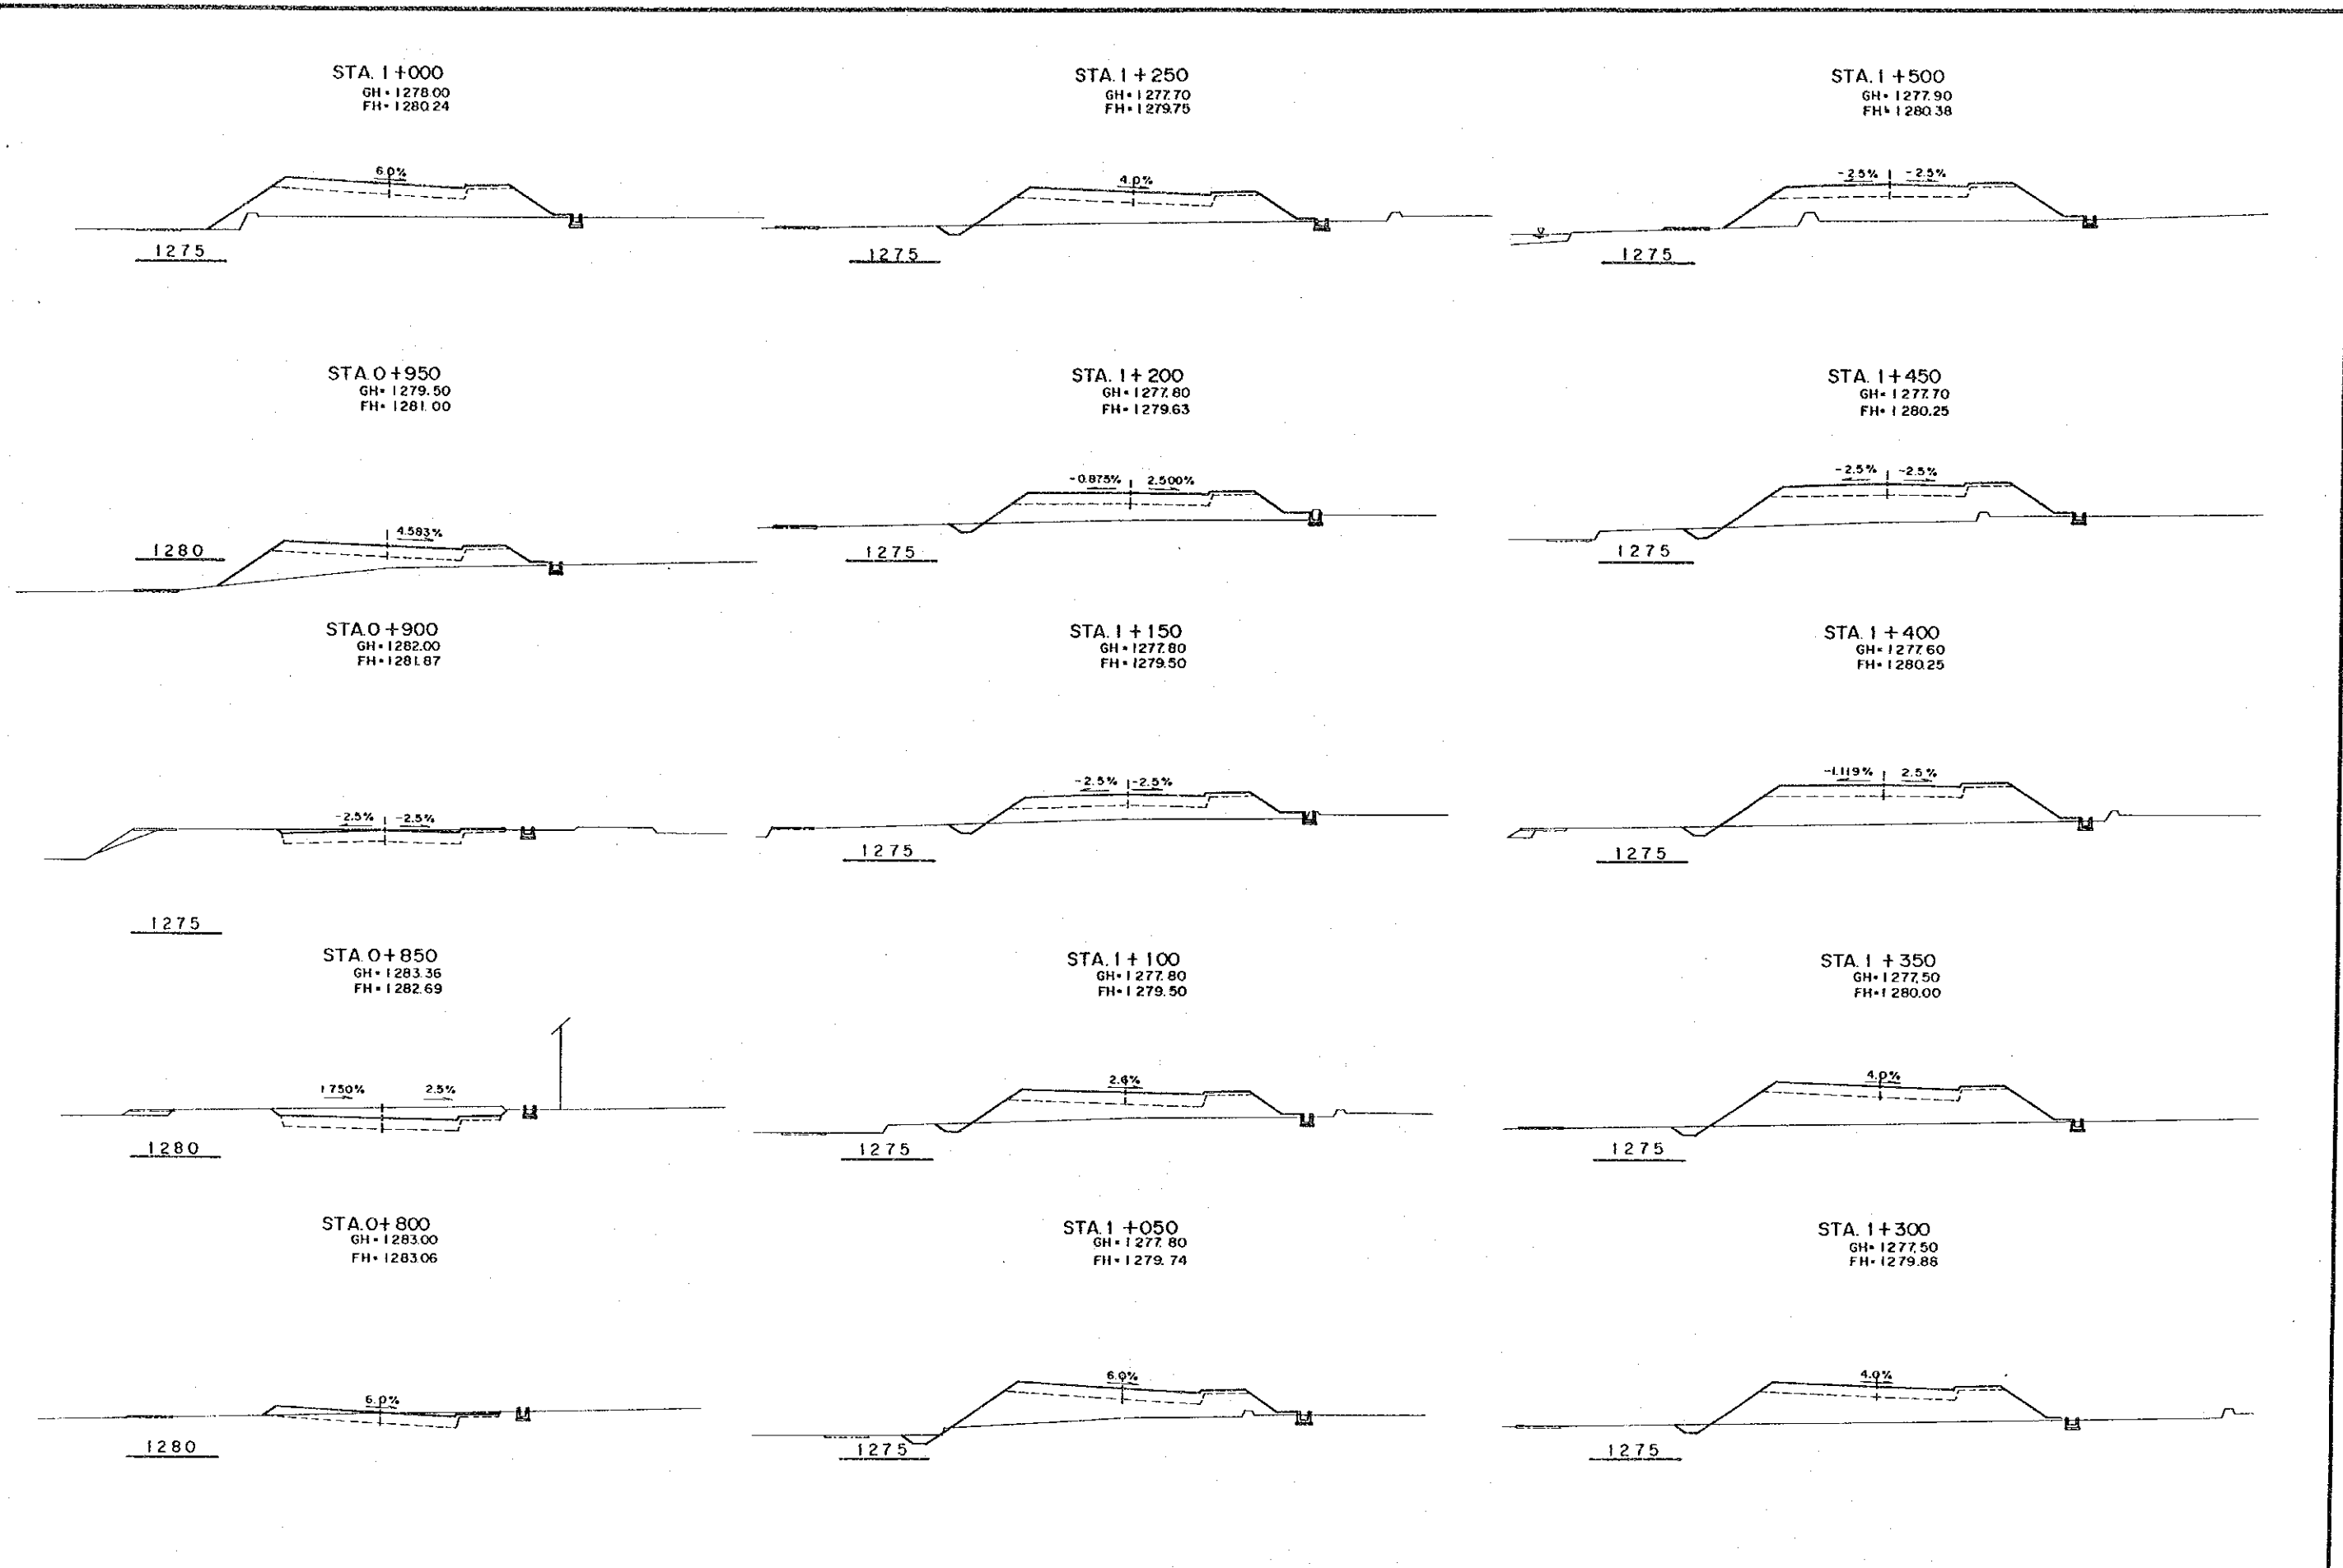 STA. 1+000
GH=1278.00
FH=1280.24
6.0%
1275
STA. 1+250
GH=1277.70
FH=1279.75
4.0%
1275
STA. 1+500
GH=1277.90
FH=1280.38
-2.5% -2.5%
1275
STA. 0+950
GH=1279.50
FH=1281.00
4.583%
1280
STA. 1+200
GH=1277.80
FH=1279.63
-0.875% 2.500%
1275
STA. 1+450
GH=1277.70
FH=1280.25
-2.5% -2.5%
1275
STA. 0+900
GH=1282.00
FH=1281.87
-2.5% -2.5%
1275
STA. 1+150
GH=1277.80
FH=1279.50
-2.5% -2.5%
1275
STA. 1+400
GH=1277.60
FH=1280.25
-1.119% 2.5%
1275
STA. 0+850
GH=1283.36
FH=1282.69
1.750% 2.5%
1280
STA. 1+100
GH=1277.80
FH=1279.50
1275
STA. 1+350
GH=1277.50
FH=1280.00
4.0%
1275
STA. 0+800
GH=1283.00
FH=1283.06
6.0%
1280
STA. 1+050
GH=1277.80
FH=1279.74
6.0%
1275
STA. 1+300
GH=1277.50
FH=1279.88
4.0%
1275